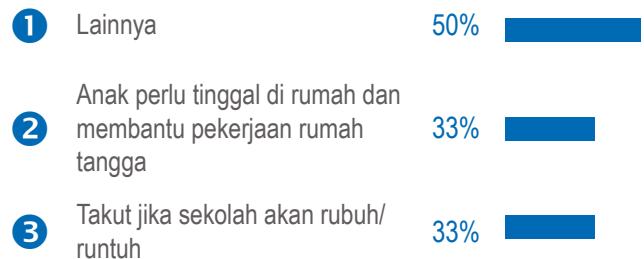 1 Lainnya 50%
2 Anak perlu tinggal di rumah dan
membantu pekerjaan rumah 33%
tangga
3 Takut jika sekolah akan rubuh/
runtuh 33%